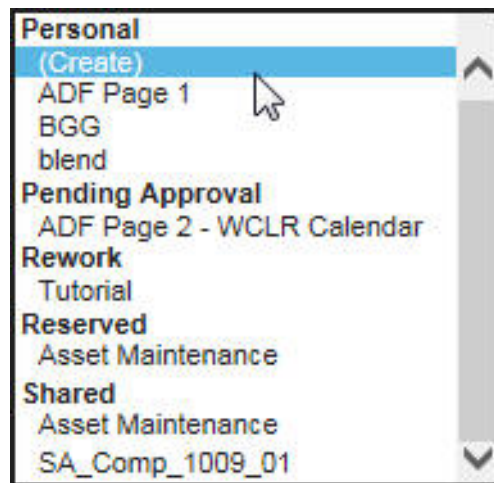 Personal
(Create)
ADF Page 1
BGG
blend
Pending Approval
ADF Page 2 - WCLR Calendar
Rework
Tutorial
Reserved
Asset Maintenance
Shared
Asset Maintenance
SA_Comp_1009_01